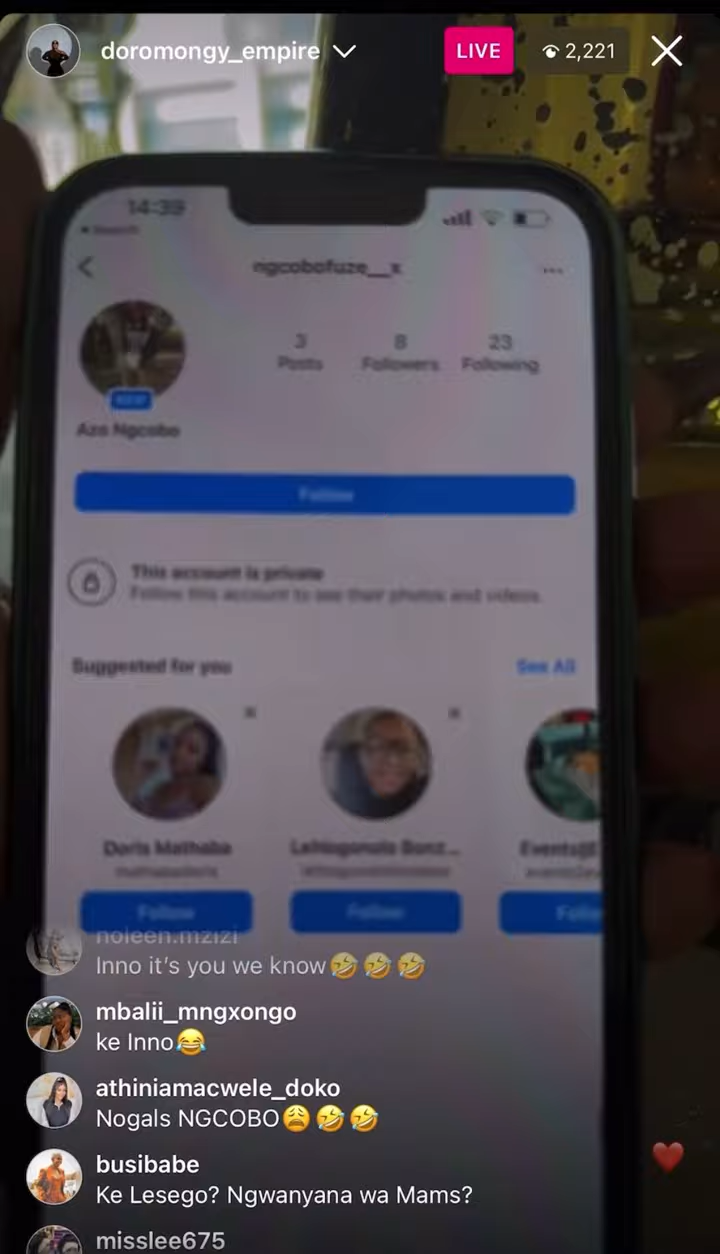 doromongy_empire
LIVE
2,221
14:39
ngcobofuze__x
3
8
23
Posts
Followers
Following
Azo Ngcobo
Follow
This account is private
Follow this account to see their photos and videos.
Suggested for you
See All
Doris Mathaba
Follow
Follow
noleen.mzizi
Inno it’s you we know🤣🤣🤣
mbalii_mngxongo
ke Inno😂
athiniamacwele_doko
Nogals NGCOBO😩🤣🤣
busibabe
Ke Lesego? Ngwanyana wa Mams?
misslee675